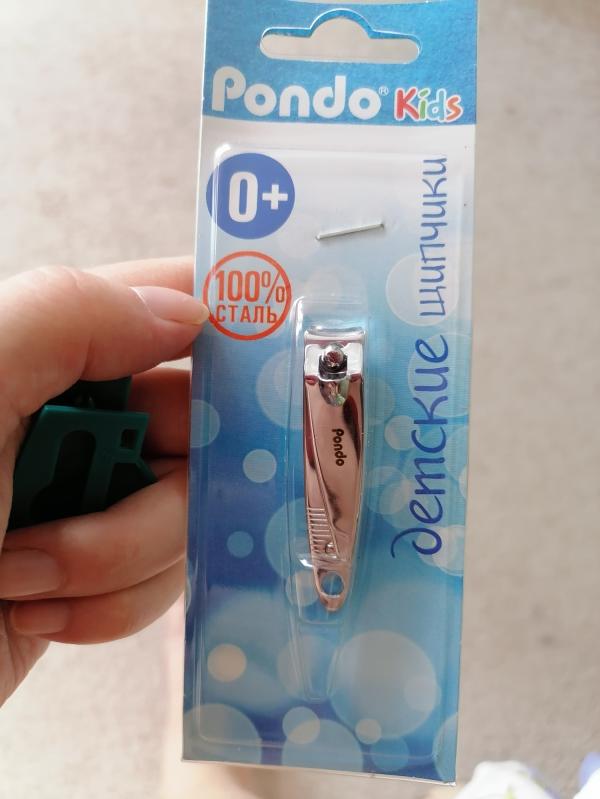 Pondo® Kids
0+
100%
СТАЛЬ
Pondo
детские щипчики